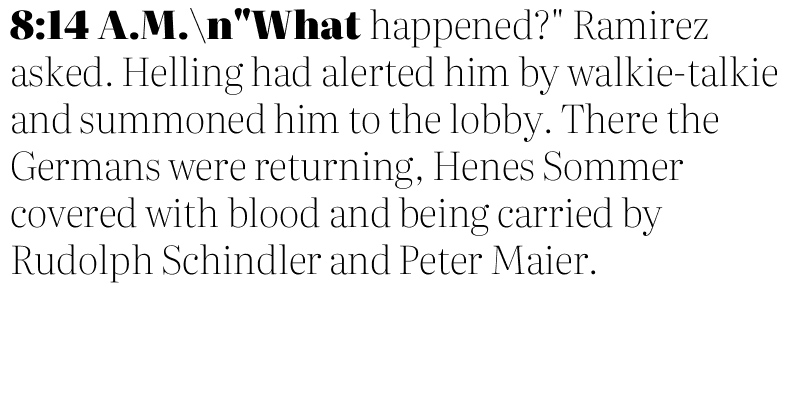 8:14 A.M.\n"What happened?" Ramirez
asked. Helling had alerted him by walkie-talkie
and summoned him to the lobby. There the
Germans were returning, Henes Sommer
covered with blood and being carried by
Rudolph Schindler and Peter Maier.